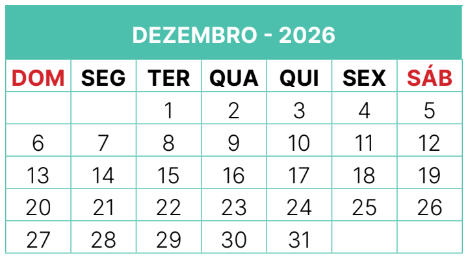 DEZEMBRO - 2026
DOM SEG TER QUA QUI SEX SÁB
1 2 3 4 5
6 7 8 9 10 11 12
13 14 15 16 17 18 19
20 21 22 23 24 25 26
27 28 29 30 31